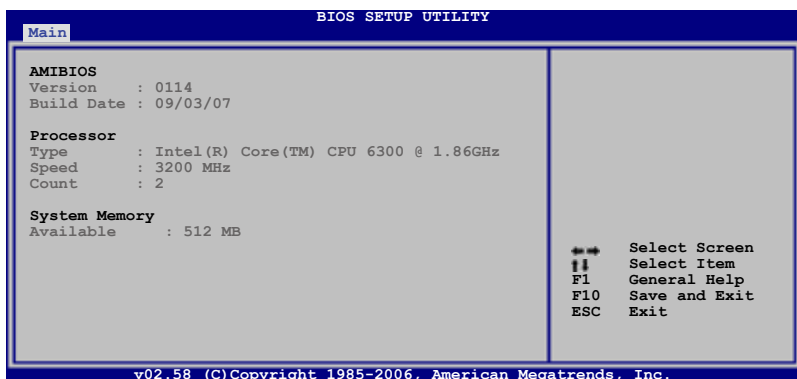 BIOS SETUP UTILITY
Main
AMIBIOS
Version : 0114
Build Date : 09/03/07
Processor
Type : Intel(R) Core(TM) CPU 6300 @ 1.86GHz
Speed : 3200 MHz
Count : 2
System Memory
Available : 512 MB
←→ Select Screen
↑↓ Select Item
F1 General Help
F10 Save and Exit
ESC Exit
v02.58 (C)Copyright 1985-2006, American Megatrends, Inc.